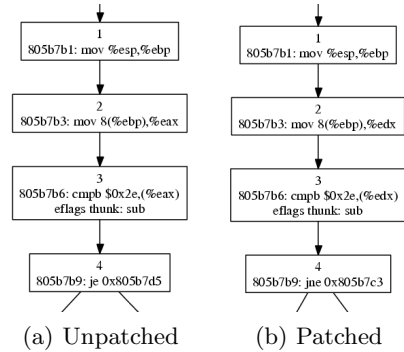 1
805b7b1: mov %esp,%ebp
2
805b7b3: mov 8(%ebp),%eax
3
805b7b6: cmpb $0x2e,(%eax)
eflags thunk: sub
4
805b7b9: je 0x805b7d5
(a) Unpatched
1
805b7b1: mov %esp,%ebp
2
805b7b3: mov 8(%ebp),%edx
3
805b7b6: cmpb $0x2e,(%edx)
eflags thunk: sub
4
805b7b9: jne 0x805b7c3
(b) Patched